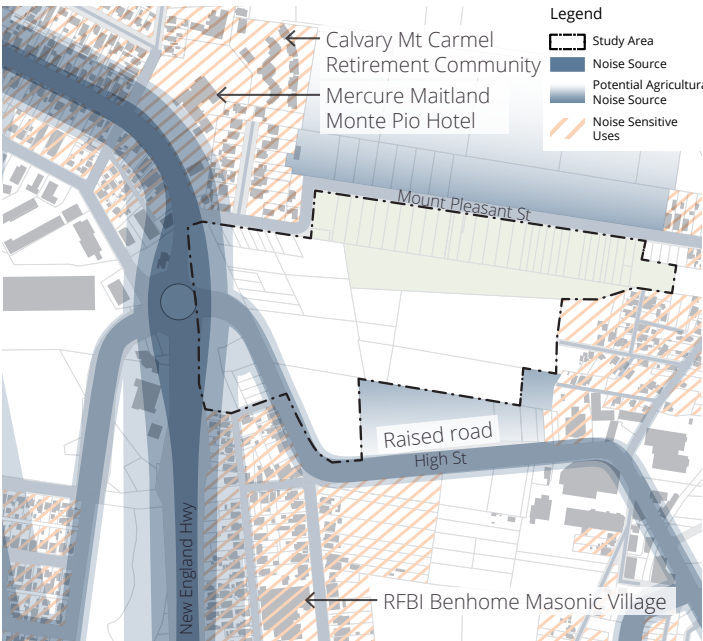 Legend
Study Area
Noise Source
Potential Agricultura
Noise Source
Noise Sensitive
Uses
Calvary Mt Carmel
Retirement Community
Mercure Maitland
Monte Pio Hotel
Mount Pleasant St
Raised road
High St
New England Hwy
RFBI Benhome Masonic Village